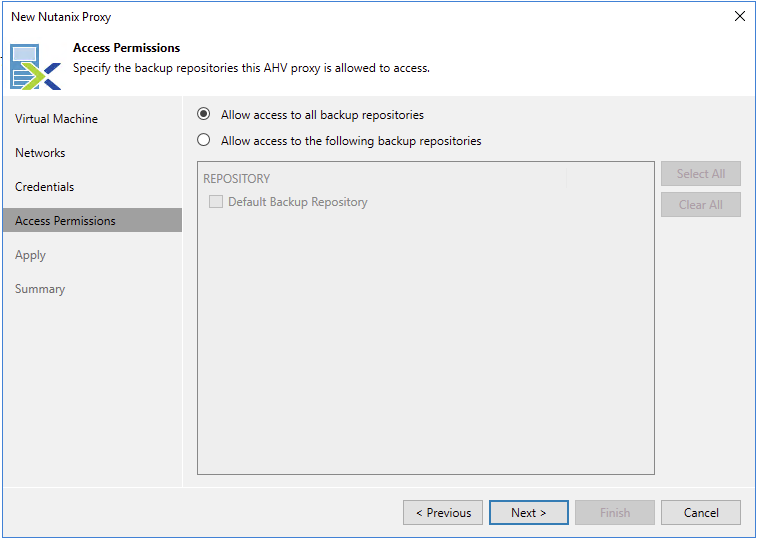 New Nutanix Proxy
Access Permissions
Specify the backup repositories this AHV proxy is allowed to access.
Virtual Machine
Networks
Credentials
Access Permissions
Apply
Summary
Allow access to all backup repositories
Allow access to the following backup repositories
REPOSITORY
Default Backup Repository
Select All
Clear All
< Previous
Next >
Finish
Cancel